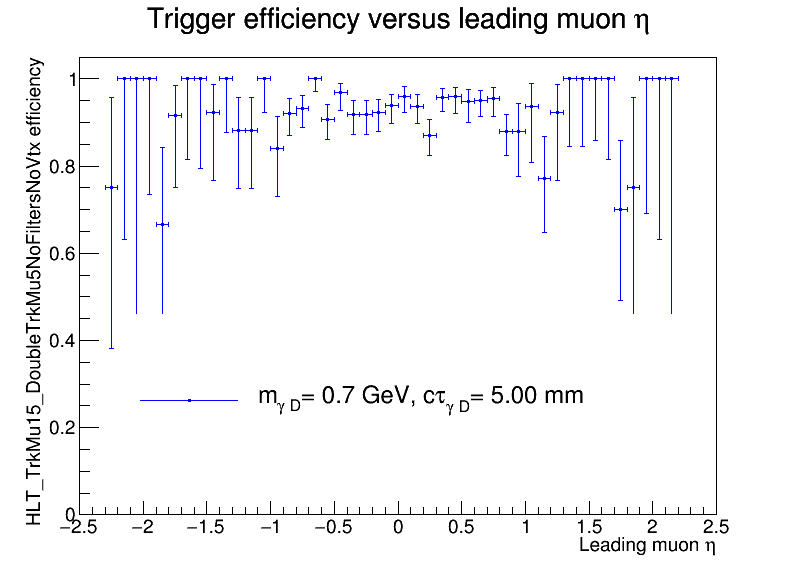 Trigger efficiency versus leading muon η
HLT_TrkMu15_DoubleTrkMu5NoFiltersNoVtx efficiency
1
0.8
0.6
0.4
0.2
0
m_γ D= 0.7 GeV, cτ_γ D= 5.00 mm
−2.5 −2 −1.5 −1 −0.5 0 0.5 1 1.5 2 2.5
Leading muon η